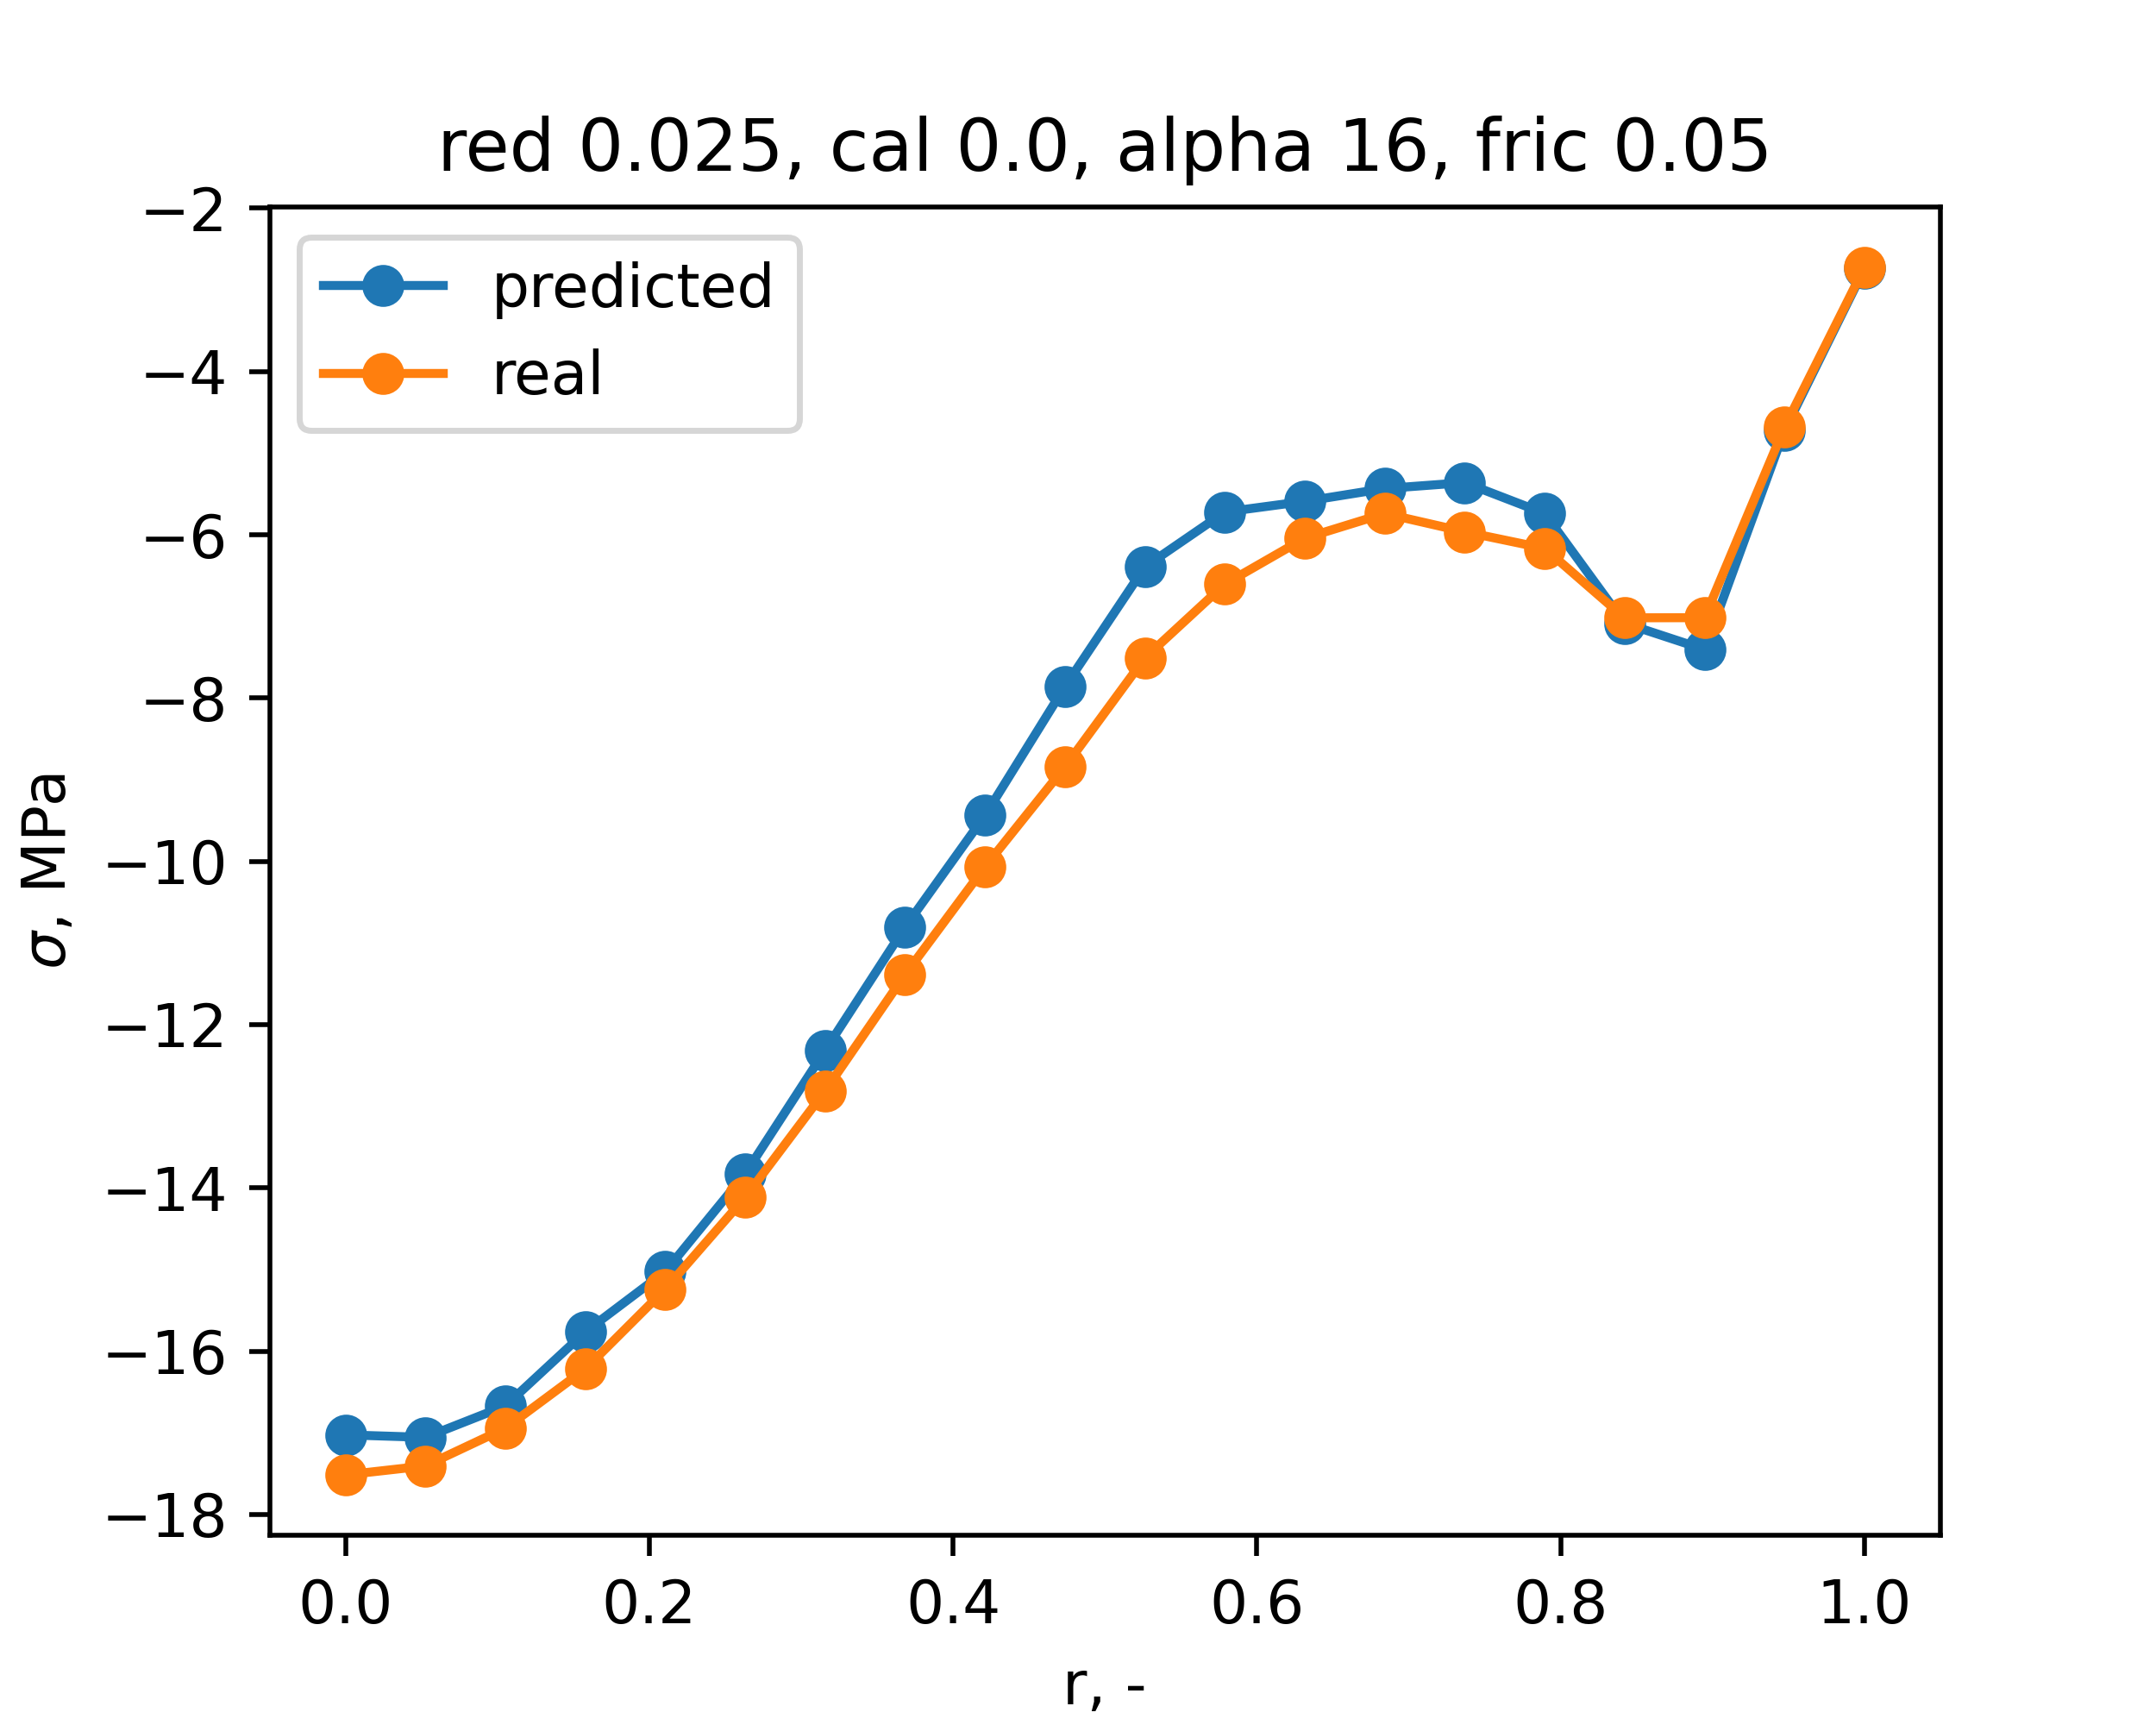 red 0.025, cal 0.0, alpha 16, fric 0.05
predicted
real
σ, MPa
−2
−4
−6
−8
−10
−12
−14
−16
−18
0.0 0.2 0.4 0.6 0.8 1.0
r, -